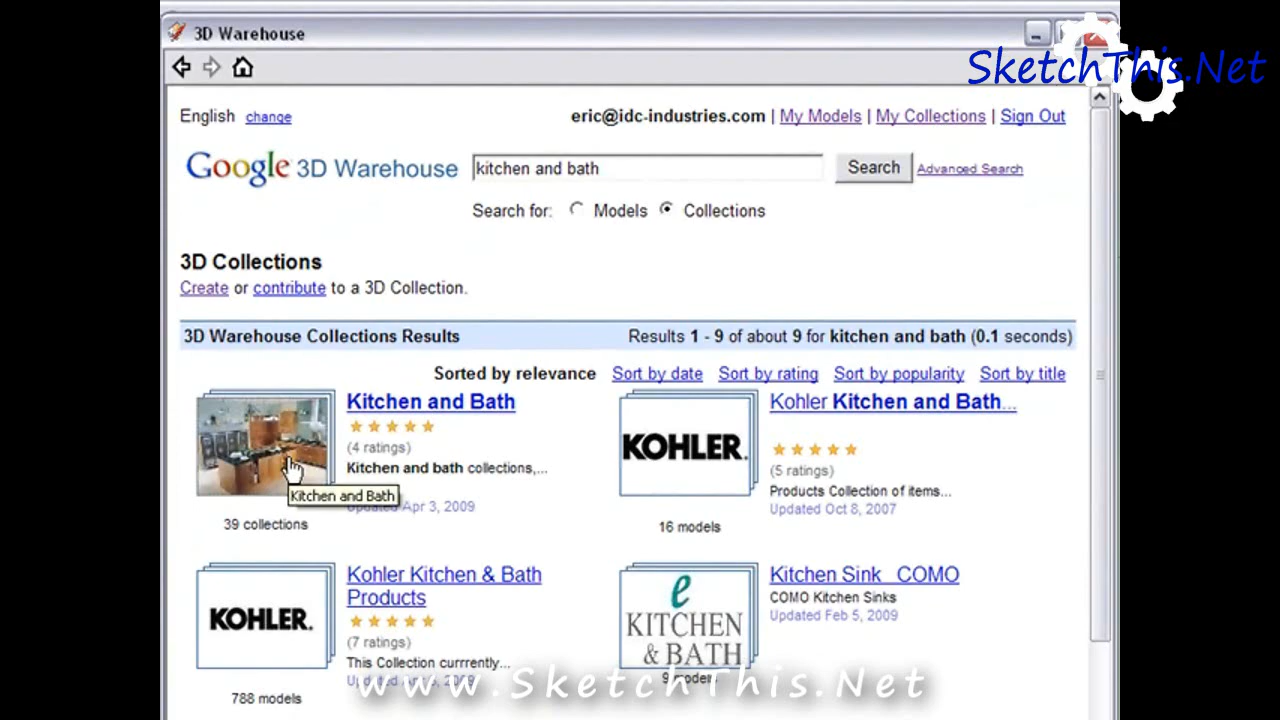 3D Warehouse
SketchThis.Net
English change
eric@idc-industries.com | My Models | My Collections | Sign Out
Google 3D Warehouse
kitchen and bath
Search
Advanced Search
Search for: Models Collections
3D Collections
Create or contribute to a 3D Collection.
3D Warehouse Collections Results
Results 1 - 9 of about 9 for kitchen and bath (0.1 seconds)
Sorted by relevance Sort by date Sort by rating Sort by popularity Sort by title
Kitchen and Bath
(4 ratings)
Kitchen and bath collections,...
Kitchen and Bath
Updated Apr 3, 2009
39 collections
KOHLER.
Kohler Kitchen and Bath...
(5 ratings)
Products Collection of items...
Updated Oct 8, 2007
16 models
KOHLER.
Kohler Kitchen & Bath
Products
(7 ratings)
This Collection currrently...
788 models
e
KITCHEN
& BATH
Kitchen Sink COMO
COMO Kitchen Sinks
Updated Feb 5, 2009
9 models
www.SketchThis.Net